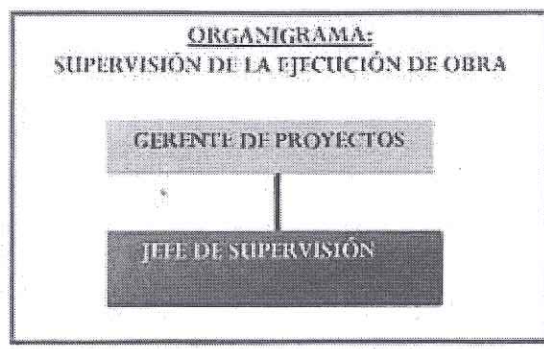 ORGANIGRAMA:
SUPERVISIÓN DE LA EJECUCIÓN DE OBRA
GERENTE DE PROYECTOS
JEFE DE SUPERVISIÓN